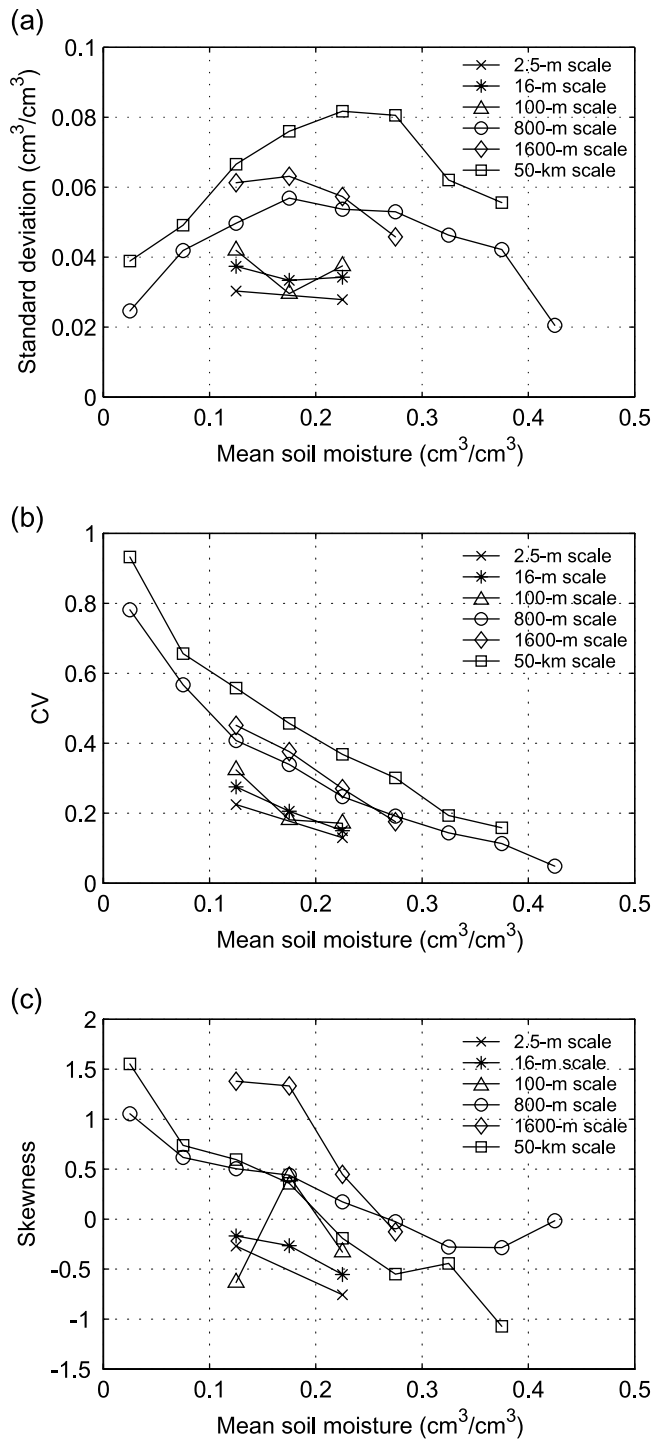 (a)
0.1
0.08
0.06
0.04
0.02
0
Standard deviation (cm³/cm³)
2.5-m scale
16-m scale
100-m scale
800-m scale
1600-m scale
50-km scale
0 0.1 0.2 0.3 0.4 0.5
Mean soil moisture (cm³/cm³)
(b)
1
0.8
0.6
0.4
0.2
0
CV
2.5-m scale
16-m scale
100-m scale
800-m scale
1600-m scale
50-km scale
0 0.1 0.2 0.3 0.4 0.5
Mean soil moisture (cm³/cm³)
(c)
2
1.5
1
0.5
0
-0.5
-1
-1.5
Skewness
2.5-m scale
16-m scale
100-m scale
800-m scale
1600-m scale
50-km scale
0 0.1 0.2 0.3 0.4 0.5
Mean soil moisture (cm³/cm³)